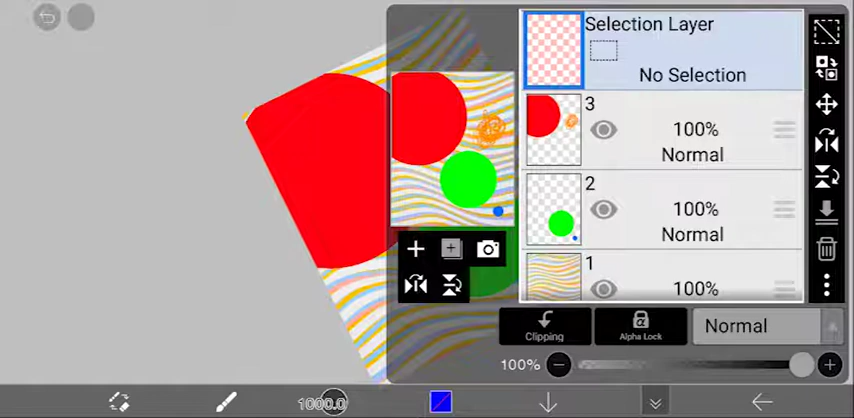 Selection Layer
No Selection
3
100%
Normal
2
100%
Normal
1
100%
Clipping
α
Alpha Lock
Normal
100%
1000.0